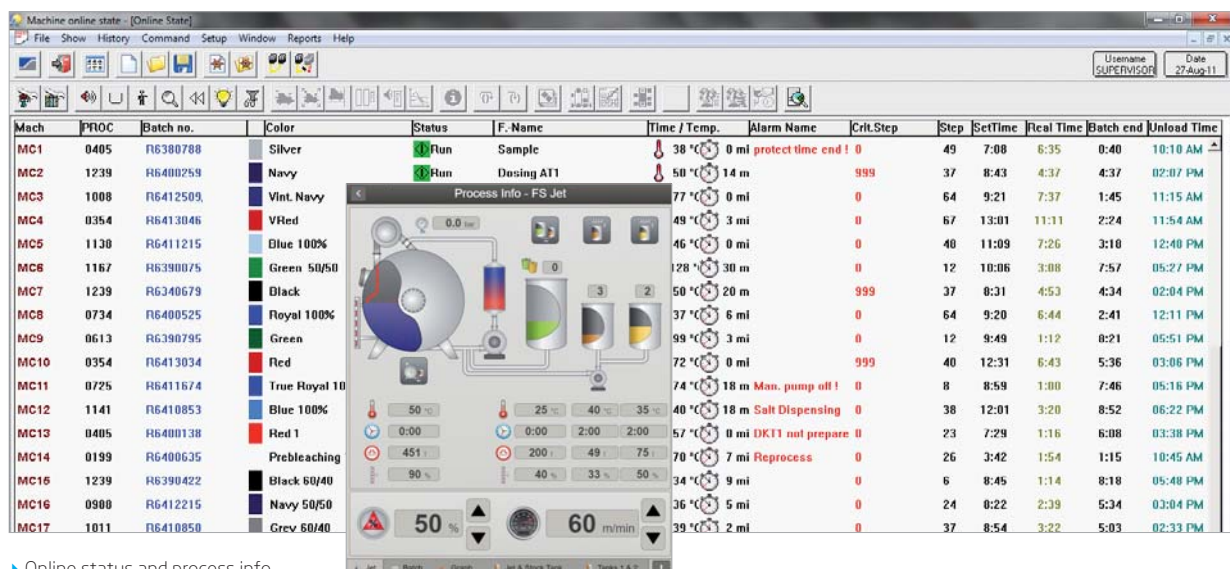 Machine online state - [Online State]
File Show History Command Setup Window Reports Help
Username SUPERVISOR
Date 27-Aug-11
Mach PROC Batch no. Color Status F.-Name Time / Temp. Alarm Name Crit.Step Step SetTime Real Time Batch end Unload Time
MC1 0405 R6380788 Silver Run Sample 38 °C 0 mi protect time end ! 0 49 7:08 6:35 0:40 10:10 AM
MC2 1239 R6400259 Navy Run Dosing AT1 50 °C 14 m 999 37 8:43 4:37 4:37 02:07 PM
MC3 1008 R6412509, Vint. Navy 77 °C 0 mi 0 64 9:21 7:37 1:45 11:15 AM
MC4 0354 R6413046 VRed 49 °C 3 mi 0 67 13:01 11:11 2:24 11:54 AM
MC5 1130 R6411215 Blue 100% 46 °C 0 mi 0 40 11:09 7:26 3:10 12:40 PM
MC6 1167 R6390075 Green 50/50 128 °C 30 m 0 12 10:06 3:08 7:57 05:27 PM
MC7 1239 R6340679 Black 50 °C 20 m 999 37 8:31 4:53 4:34 02:04 PM
MC8 0734 R6400525 Royal 100% 37 °C 6 mi 0 64 9:20 6:44 2:41 12:11 PM
MC9 0613 R6390795 Green 99 °C 3 mi 0 12 9:49 1:12 8:21 05:51 PM
MC10 0354 R6413034 Red 72 °C 0 mi 999 40 12:31 6:43 5:36 03:06 PM
MC11 0725 R6411674 True Royal 10 74 °C 18 m Man. pump off ! 0 8 8:59 1:00 7:46 05:16 PM
MC12 1141 R6410853 Blue 100% 40 °C 18 m Salt Dispensing 0 38 12:01 3:20 8:52 06:22 PM
MC13 0405 R6400138 Red 1 57 °C 0 mi DKT1 not prepare 0 23 7:29 1:16 6:08 03:38 PM
MC14 0199 R6400635 Prebleaching 70 °C 7 mi Reprocess 0 26 3:42 1:54 1:15 10:45 AM
MC15 1239 R6390422 Black 60/40 34 °C 9 mi 0 6 8:45 1:14 8:18 05:48 PM
MC16 0980 R6412215 Navy 50/50 36 °C 5 mi 0 24 8:22 2:39 5:34 03:04 PM
MC17 1011 R6410850 Grey 60/40 39 °C 2 mi 0 37 8:54 3:22 5:03 02:33 PM
Process Info - FS Jet
0.0 bar
0
3 2
50 °C 25 °C 40 °C 35 °C
0:00 0:00 2:00 2:00
451 l 200 l 49 l 75 l
90 % 40 % 33 % 50 %
50 % 60 m/min
Jet Batch Graph Jet & Stock Tank Tanks 1 & 2
Online status and process info